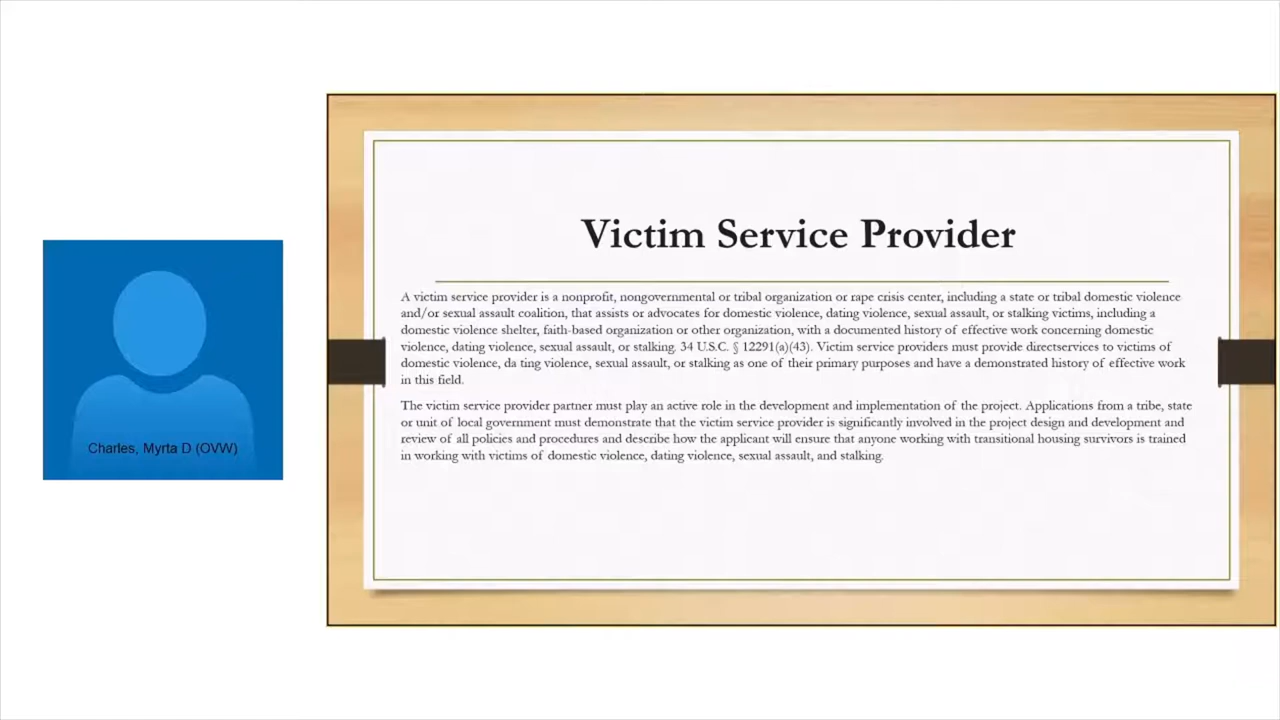 Victim Service Provider
A victim service provider is a nonprofit, nongovernmental or tribal organization or rape crisis center, including a state or tribal domestic violence
and/or sexual assault coalition, that assists or advocates for domestic violence, dating violence, sexual assault, or stalking victims, including a
domestic violence shelter, faith-based organization or other organization, with a documented history of effective work concerning domestic
violence, dating violence, sexual assault, or stalking. 34 U.S.C. § 12291(a)(43). Victim service providers must provide directservices to victims of
domestic violence, da ting violence, sexual assault, or stalking as one of their primary purposes and have a demonstrated history of effective work
in this field.
The victim service provider partner must play an active role in the development and implementation of the project. Applications from a tribe, state
or unit of local government must demonstrate that the victim service provider is significantly involved in the project design and development and
review of all policies and procedures and describe how the applicant will ensure that anyone working with transitional housing survivors is trained
in working with victims of domestic violence, dating violence, sexual assault, and stalking.
Charles, Myrta D (OVW)